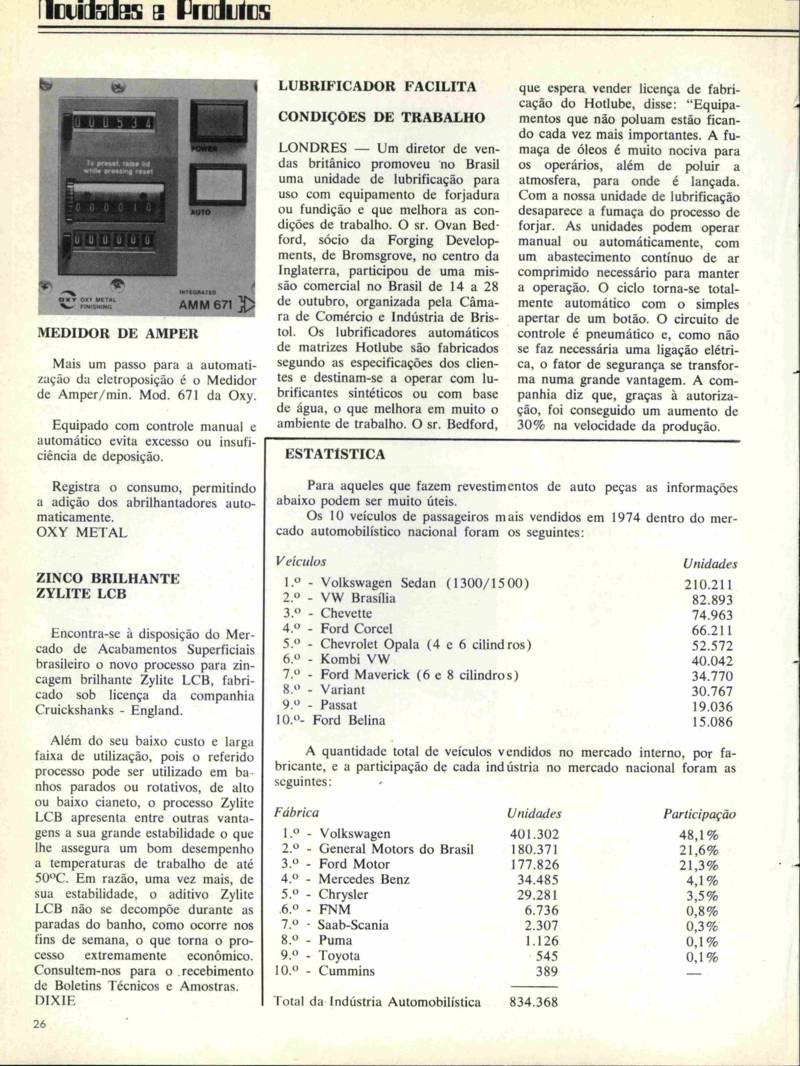 Novidades e Produtos
000534
POWER
To preset, raise lid
while pressing reset
000010
AUTO
000000
OXY OXY METAL
FINISHING
INTEGRATED
AMM 671
MEDIDOR DE AMPER
Mais um passo para a automati-
zação da eletroposição é o Medidor
de Amper/min. Mod. 671 da Oxy.
Equipado com controle manual e
automático evita excesso ou insufi-
ciência de deposição.
Registra o consumo, permitindo
a adição dos abrilhantadores auto-
maticamente.
OXY METAL
ZINCO BRILHANTE
ZYLITE LCB
Encontra-se à disposição do Mer-
cado de Acabamentos Superficiais
brasileiro o novo processo para zin-
cagem brilhante Zylite LCB, fabri-
cado sob licença da companhia
Cruickshanks - England.
Além do seu baixo custo e larga
faixa de utilização, pois o referido
processo pode ser utilizado em ba-
nhos parados ou rotativos, de alto
ou baixo cianeto, o processo Zylite
LCB apresenta entre outras vanta-
gens a sua grande estabilidade o que
lhe assegura um bom desempenho
a temperaturas de trabalho de até
50ºC. Em razão, uma vez mais, de
sua estabilidade, o aditivo Zylite
LCB não se decompõe durante as
paradas do banho, como ocorre nos
fins de semana, o que torna o pro-
cesso extremamente econômico.
Consultem-nos para o recebimento
de Boletins Técnicos e Amostras.
DIXIE
LUBRIFICADOR FACILITA
CONDIÇÕES DE TRABALHO
LONDRES — Um diretor de ven-
das britânico promoveu no Brasil
uma unidade de lubrificação para
uso com equipamento de forjadura
ou fundição e que melhora as con-
dições de trabalho. O sr. Ovan Bed-
ford, sócio da Forging Develop-
ments, de Bromsgrove, no centro da
Inglaterra, participou de uma mis-
são comercial no Brasil de 14 a 28
de outubro, organizada pela Câma-
ra de Comércio e Indústria de Bris-
tol. Os lubrificadores automáticos
de matrizes Hotlube são fabricados
segundo as especificações dos clien-
tes e destinam-se a operar com lu-
brificantes sintéticos ou com base
de água, o que melhora em muito o
ambiente de trabalho. O sr. Bedford,
que espera vender licença de fabri-
cação do Hotlube, disse: "Equipa-
mentos que não poluam estão fican-
do cada vez mais importantes. A fu-
maça de óleos é muito nociva para
os operários, além de poluir a
atmosfera, para onde é lançada.
Com a nossa unidade de lubrificação
desaparece a fumaça do processo de
forjar. As unidades podem operar
manual ou automáticamente, com
um abastecimento contínuo de ar
comprimido necessário para manter
a operação. O ciclo torna-se total-
mente automático com o simples
apertar de um botão. O circuito de
controle é pneumático e, como não
se faz necessária uma ligação elétri-
ca, o fator de segurança se transfor-
ma numa grande vantagem. A com-
panhia diz que, graças à autoriza-
ção, foi conseguido um aumento de
30% na velocidade da produção.
ESTATÍSTICA
Para aqueles que fazem revestimentos de auto peças as informações
abaixo podem ser muito úteis.
Os 10 veículos de passageiros mais vendidos em 1974 dentro do mer-
cado automobilístico nacional foram os seguintes:
Veículos Unidades
1.º - Volkswagen Sedan (1300/1500) 210.211
2.º - VW Brasília 82.893
3.º - Chevette 74.963
4.º - Ford Corcel 66.211
5.º - Chevrolet Opala (4 e 6 cilindros) 52.572
6.º - Kombi VW 40.042
7.º - Ford Maverick (6 e 8 cilindros) 34.770
8.º - Variant 30.767
9.º - Passat 19.036
10.º- Ford Belina 15.086
A quantidade total de veículos vendidos no mercado interno, por fa-
bricante, e a participação de cada indústria no mercado nacional foram as
seguintes:
Fábrica Unidades Participação
1.º - Volkswagen 401.302 48,1%
2.º - General Motors do Brasil 180.371 21,6%
3.º - Ford Motor 177.826 21,3%
4.º - Mercedes Benz 34.485 4,1%
5.º - Chrysler 29.281 3,5%
6.º - FNM 6.736 0,8%
7.º - Saab-Scania 2.307 0,3%
8.º - Puma 1.126 0,1%
9.º - Toyota 545 0,1%
10.º - Cummins 389 —
Total da Indústria Automobilística 834.368
26